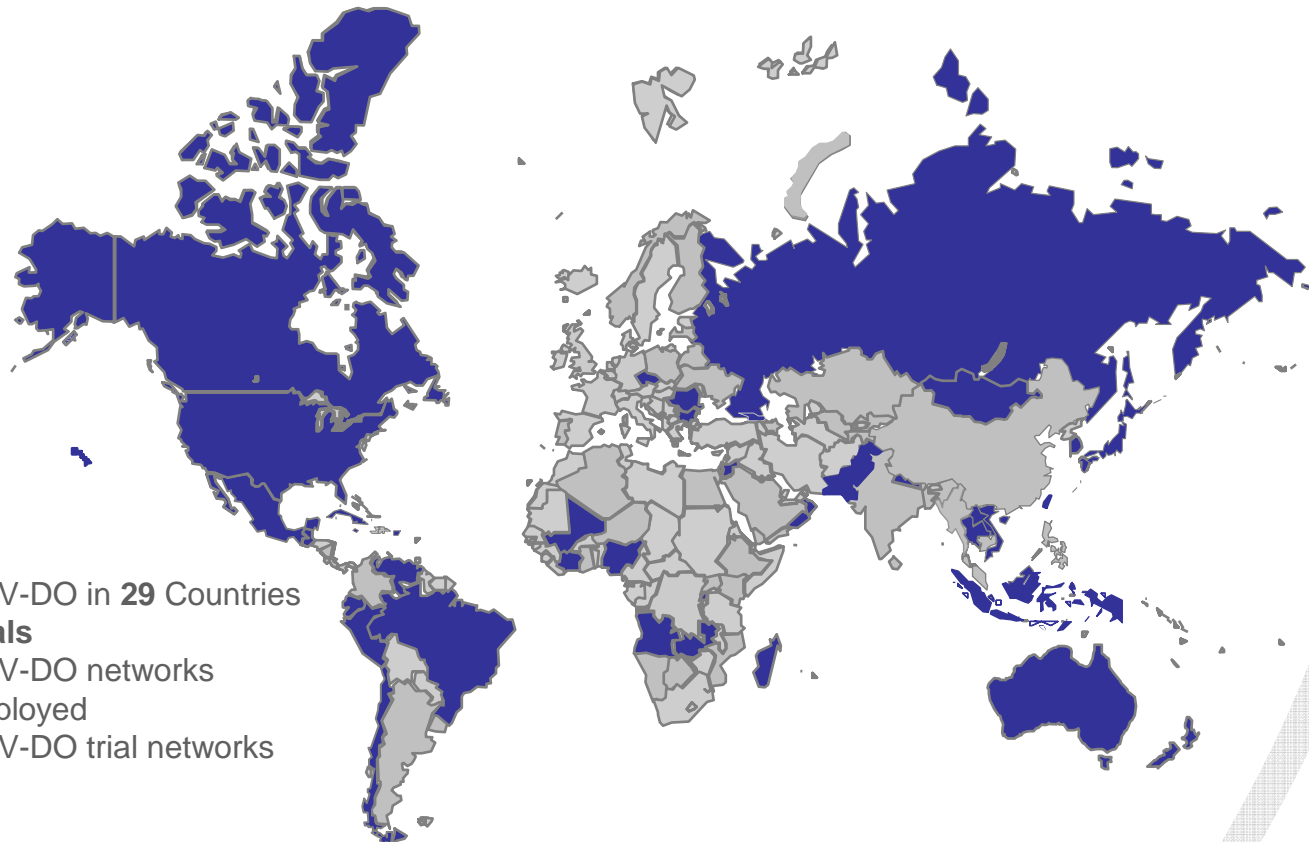 V-DO in 29 Countries
als
V-DO networks
ployed
V-DO trial networks